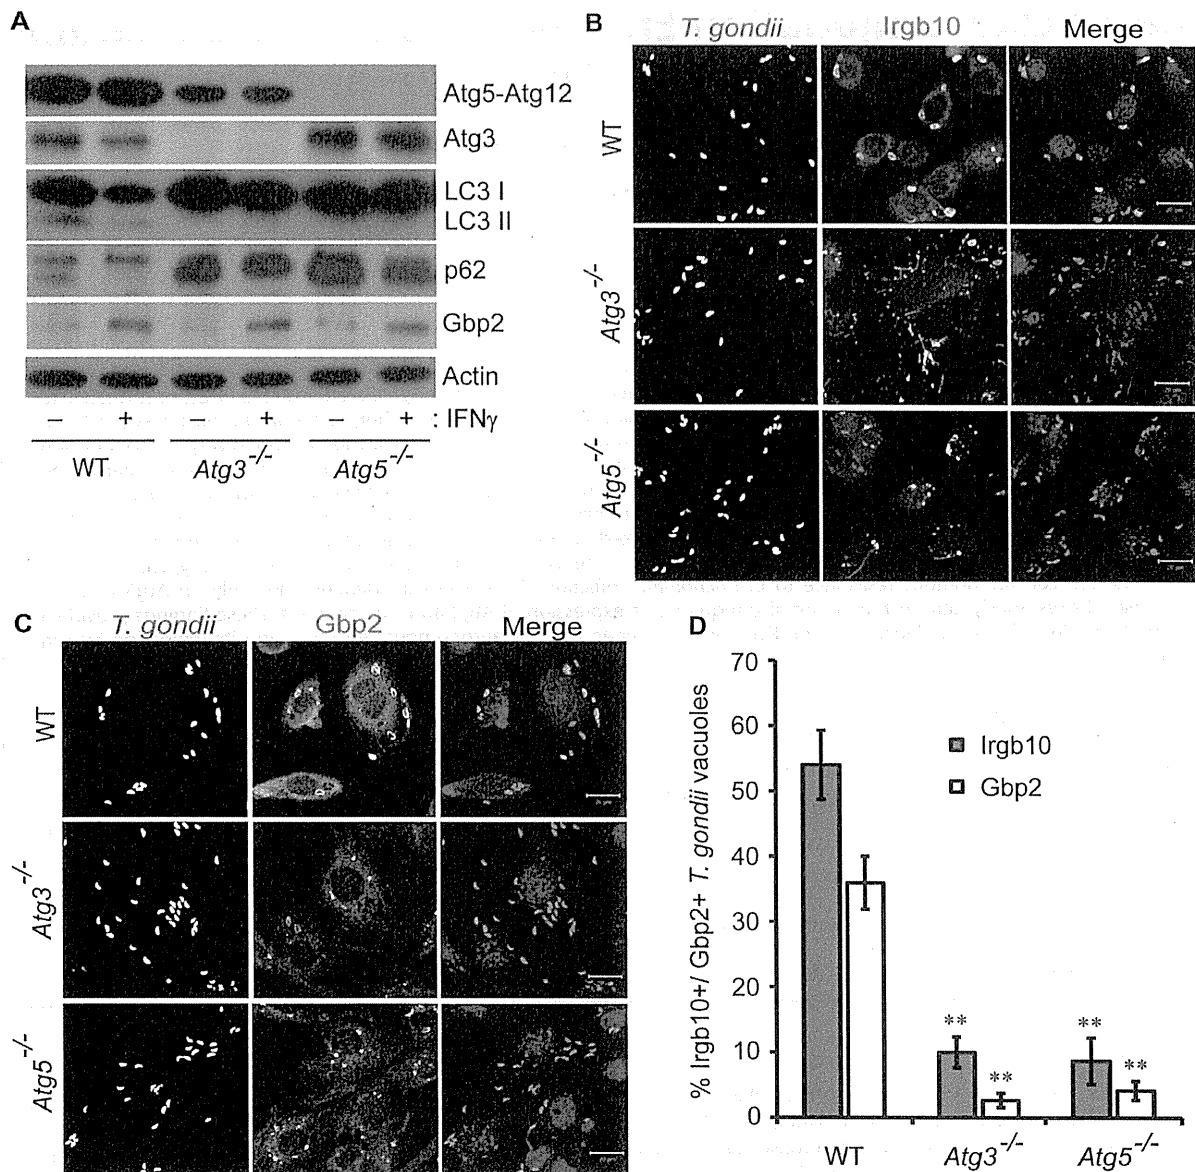 A
Atg5-Atg12
Atg3
LC3 I
LC3 II
p62
Gbp2
Actin
– + – + – + : IFNγ
WT Atg3-/- Atg5-/-
B
T. gondii Irgb10 Merge
WT
Atg3-/-
Atg5-/-
C
T. gondii Gbp2 Merge
WT
Atg3-/-
Atg5-/-
D
% Irgb10+/ Gbp2+ T. gondii vacuoles
70
60
50
40
30
20
10
0
Irgb10
Gbp2
** ** ** **
WT Atg3-/- Atg5-/-